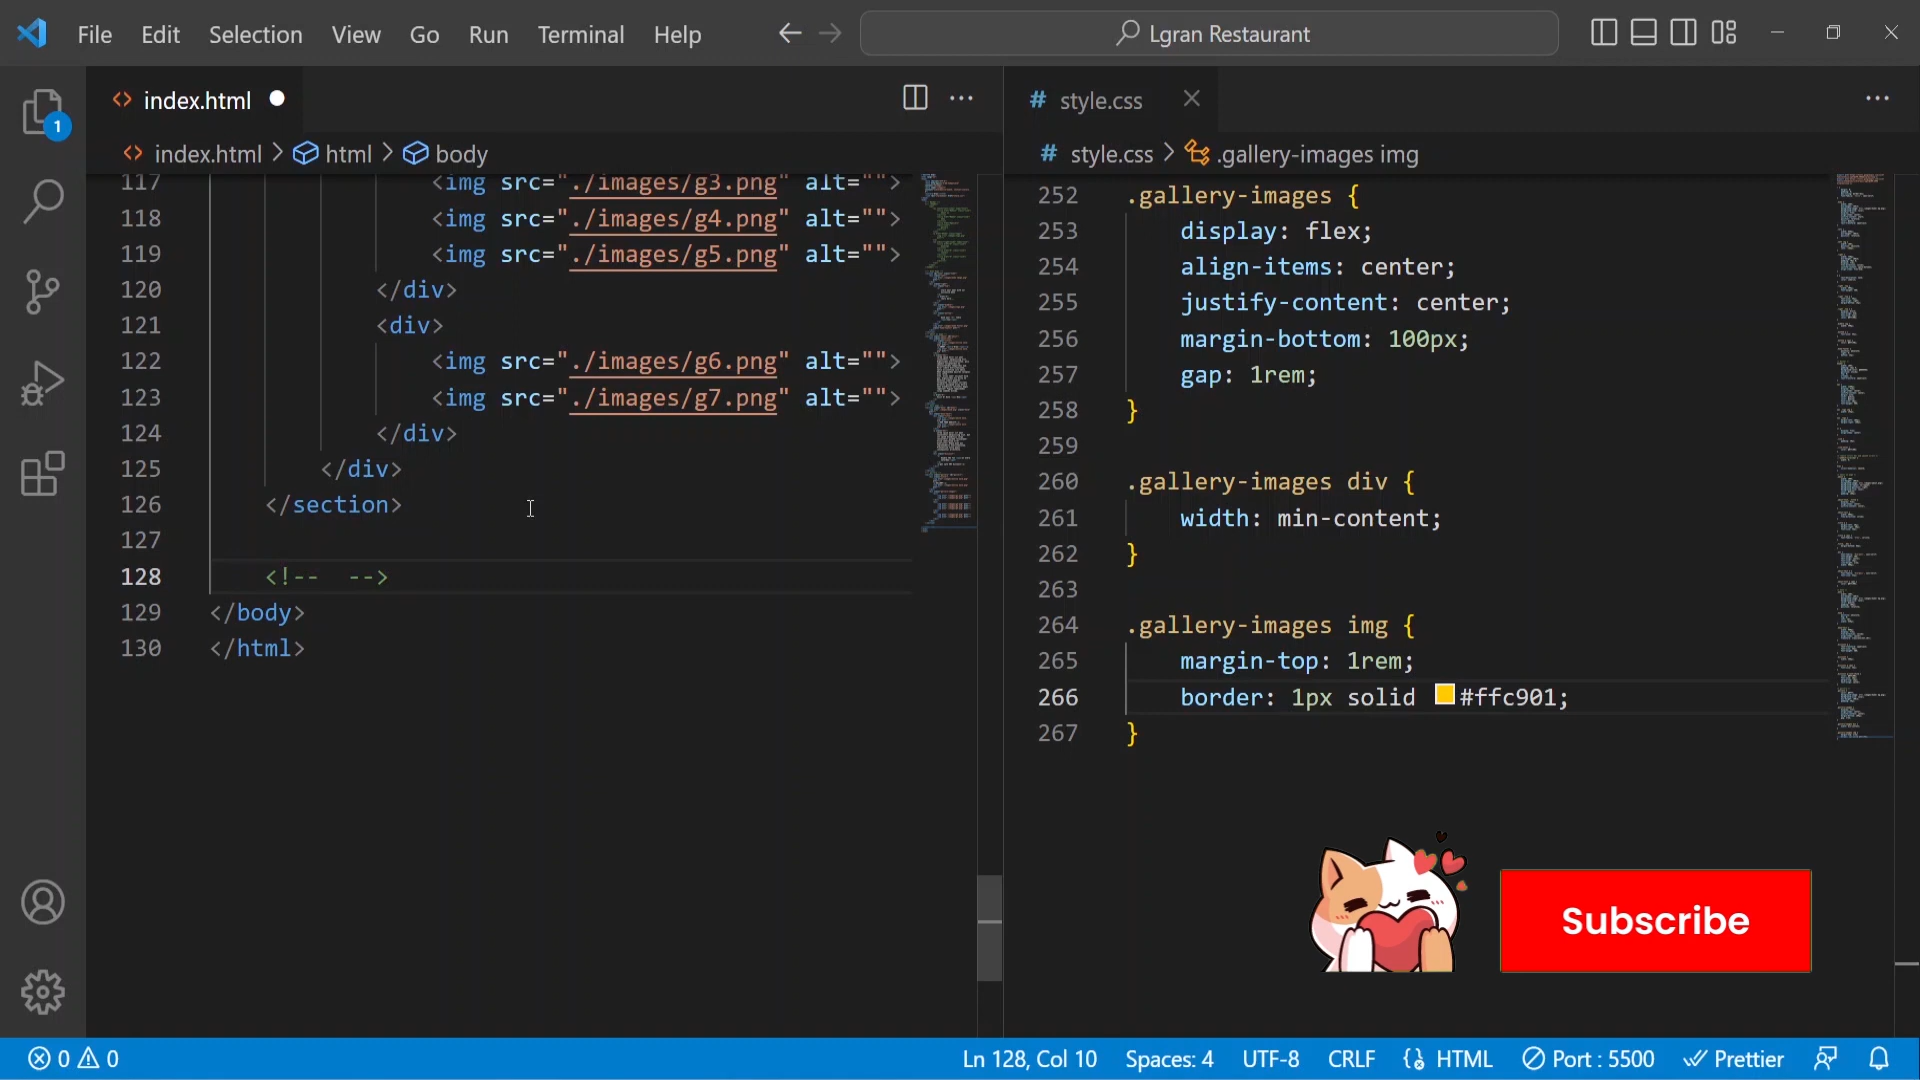 File Edit Selection View Go Run Terminal Help
Lgran Restaurant
index.html
style.css
index.html > html > body
style.css > .gallery-images img
117 <img src="./images/g3.png" alt="">
118 <img src="./images/g4.png" alt="">
119 <img src="./images/g5.png" alt="">
120 </div>
121 <div>
122 <img src="./images/g6.png" alt="">
123 <img src="./images/g7.png" alt="">
124 </div>
125 </div>
126 </section>
127
128 <!--  -->
129 </body>
130 </html>
252 .gallery-images {
253 display: flex;
254 align-items: center;
255 justify-content: center;
256 margin-bottom: 100px;
257 gap: 1rem;
258 }
259
260 .gallery-images div {
261 width: min-content;
262 }
263
264 .gallery-images img {
265 margin-top: 1rem;
266 border: 1px solid #ffc901;
267 }
1
Subscribe
0 0
Ln 128, Col 10 Spaces: 4 UTF-8 CRLF HTML Port : 5500 Prettier